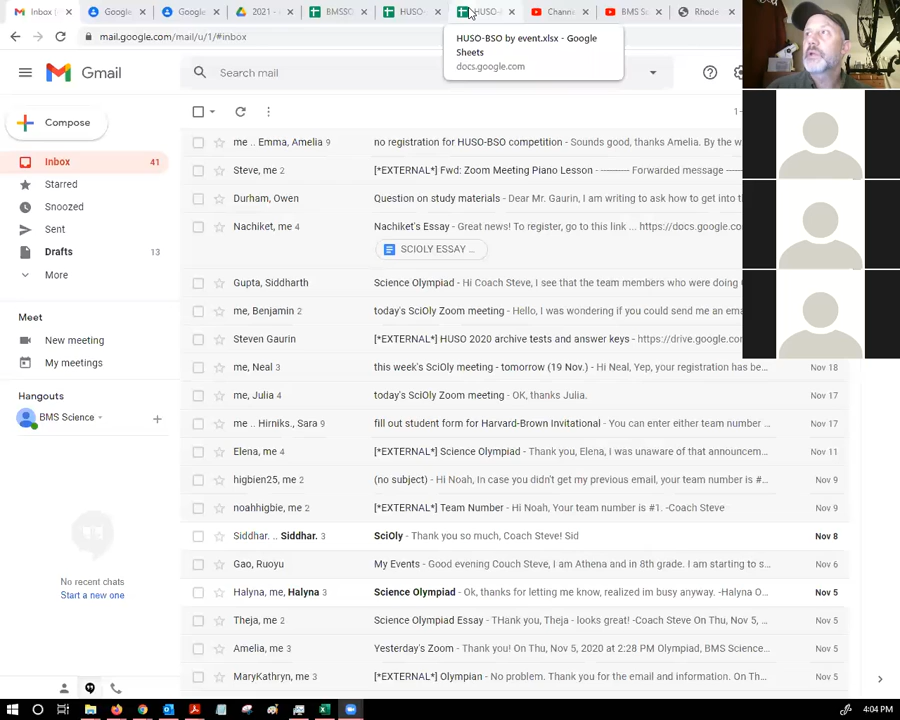 Inbox (
Google
Google
2021 -
BMSSO
HUSO-
HUSO-
Channe
BMS Sc
Rhode
mail.google.com/mail/u/1/#inbox
HUSO-BSO by event.xlsx - Google
Sheets
docs.google.com
Gmail
Search mail
Compose
1-
Inbox 41
Starred
Snoozed
Sent
Drafts 13
More
Meet
New meeting
My meetings
Hangouts
BMS Science
No recent chats
Start a new one
me .. Emma, Amelia 9 no registration for HUSO-BSO competition - Sounds good, thanks Amelia. By the w
Steve, me 2 [*EXTERNAL*] Fwd: Zoom Meeting Piano Lesson - ---------- Forwarded message
Durham, Owen Question on study materials - Dear Mr. Gaurin, I am writing to ask how to get into t
Nachiket, me 4 Nachiket's Essay - Great news! To register, go to this link ... https://docs.google.co
SCIOLY ESSAY ...
Gupta, Siddharth Science Olympiad - Hi Coach Steve, I see that the team members who were doing
me, Benjamin 2 today's SciOly Zoom meeting - Hello, I was wondering if you could send me an ema
Steven Gaurin [*EXTERNAL*] HUSO 2020 archive tests and answer keys - https://drive.google.com
me, Neal 3 this week's SciOly meeting - tomorrow (19 Nov.) - Hi Neal, Yep, your registration has be... Nov 18
me, Julia 4 today's SciOly Zoom meeting - OK, thanks Julia. Nov 17
me .. Hirniks., Sara 9 fill out student form for Harvard-Brown Invitational - You can enter either team number ... Nov 17
Elena, me 4 [*EXTERNAL*] Science Olympiad - Thank you, Elena, I was unaware of that announcem... Nov 11
higbien25, me 2 (no subject) - Hi Noah, In case you didn't get my previous email, your team number is #... Nov 9
noahhigbie, me 2 [*EXTERNAL*] Team Number - Hi Noah, Your team number is #1. -Coach Steve Nov 9
Siddhar. .. Siddhar. 3 SciOly - Thank you so much, Coach Steve! Sid Nov 8
Gao, Ruoyu My Events - Good evening Couch Steve, I am Athena and in 8th grade. I am starting to s... Nov 6
Halyna, me, Halyna 3 Science Olympiad - Ok, thanks for letting me know, realized im busy anyway. -Halyna O... Nov 5
Theja, me 2 Science Olympiad Essay - THank you, Theja - looks great! -Coach Steve On Thu, Nov 5, ... Nov 5
Amelia, me 3 Yesterday's Zoom - Thank you! On Thu, Nov 5, 2020 at 2:28 PM Olympiad, BMS Science... Nov 5
MaryKathryn, me 3 [*EXTERNAL*] Olympian - No problem. Thank you for the email and information. On Th... Nov 5
4:04 PM